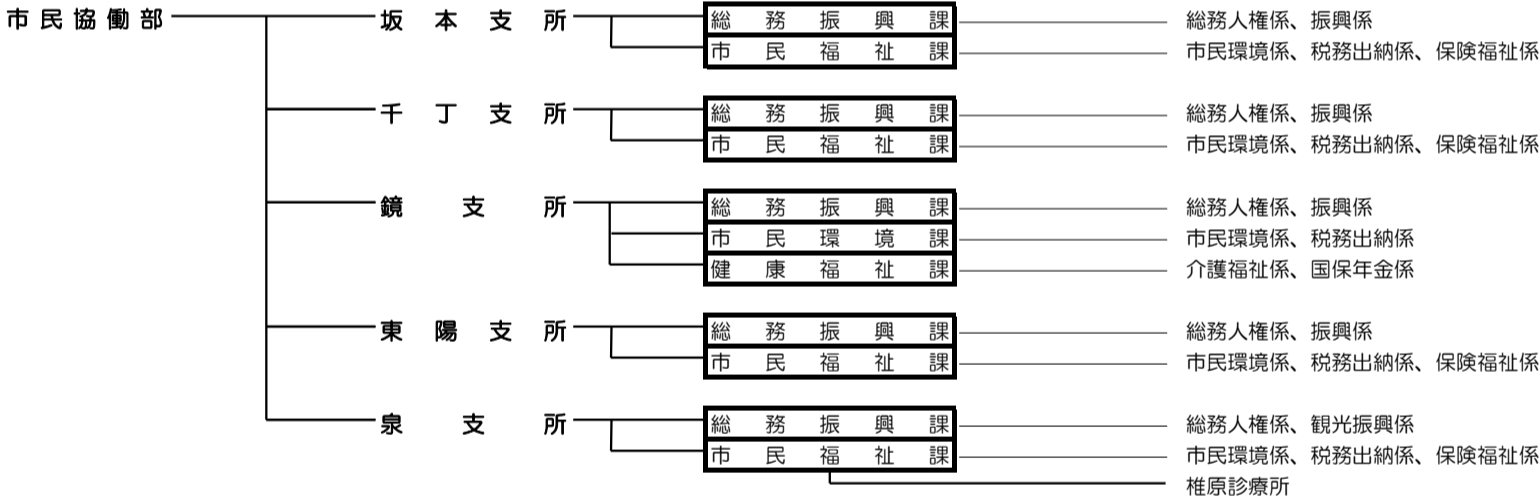 市民協働部 坂本支所 総務振興課 総務人権係、振興係
市民福祉課 市民環境係、税務出納係、保険福祉係
千丁支所 総務振興課 総務人権係、振興係
市民福祉課 市民環境係、税務出納係、保険福祉係
鏡支所 総務振興課 総務人権係、振興係
市民環境課 市民環境係、税務出納係
健康福祉課 介護福祉係、国保年金係
東陽支所 総務振興課 総務人権係、振興係
市民福祉課 市民環境係、税務出納係、保険福祉係
泉支所 総務振興課 総務人権係、観光振興係
市民福祉課 市民環境係、税務出納係、保険福祉係
椎原診療所